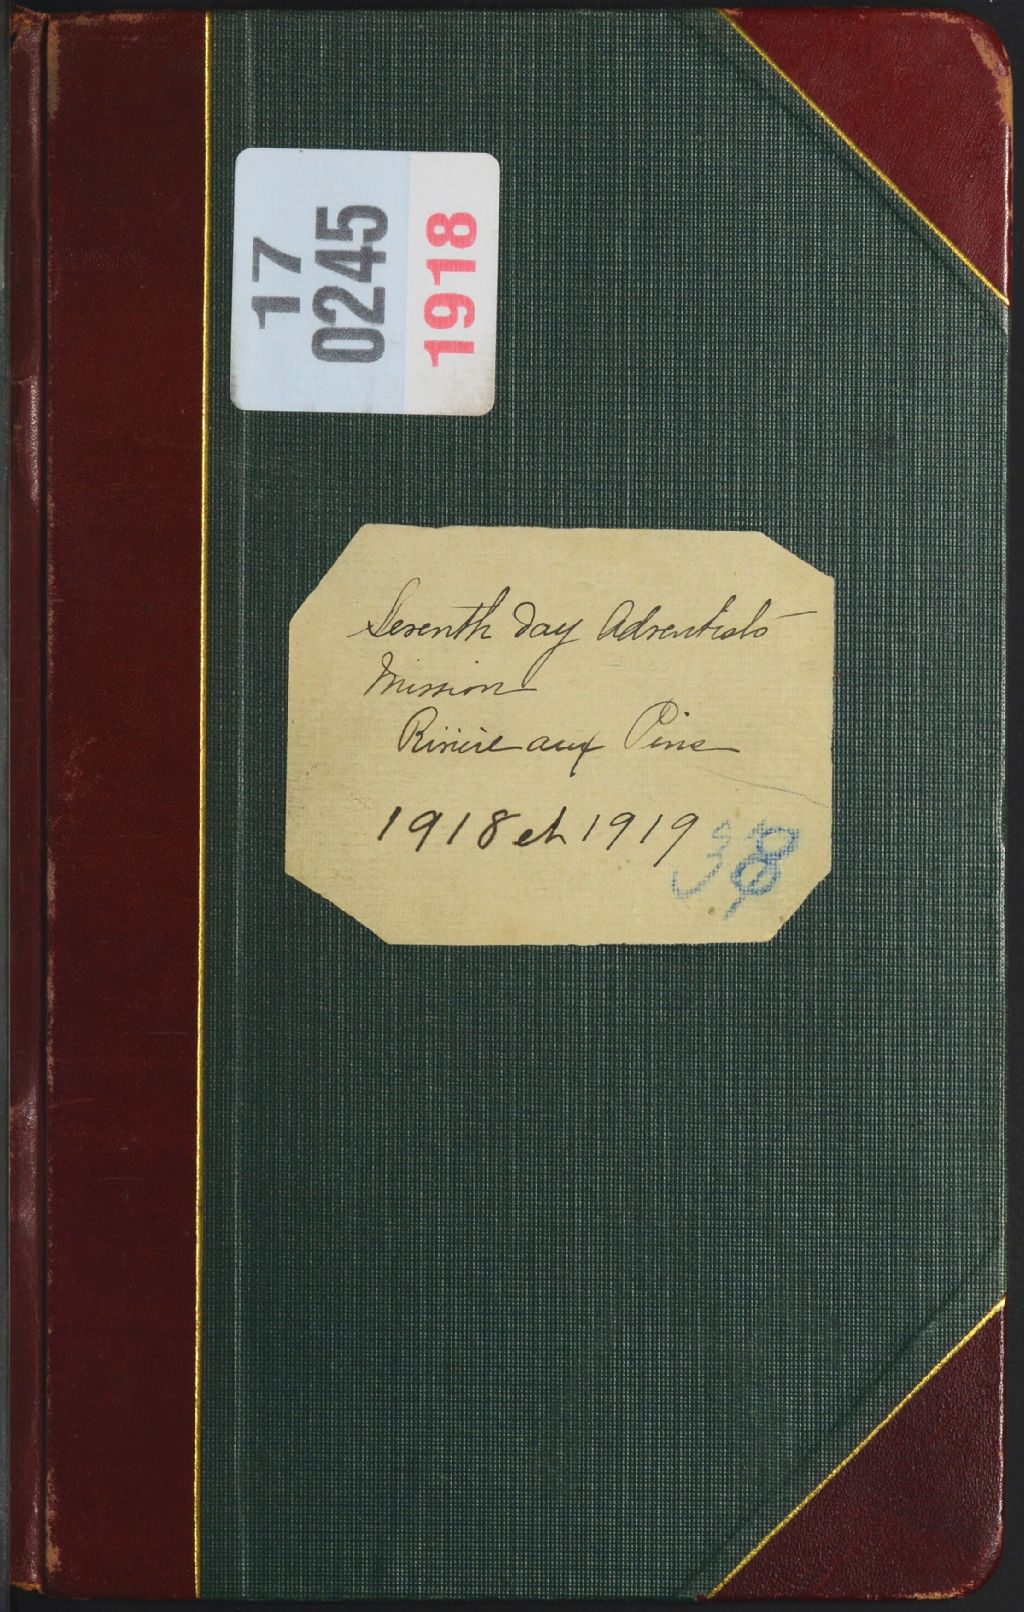 17
0245
1918
Seventh Day Adventists
Mission
Rivière aux Pins
1918 et 1919
38